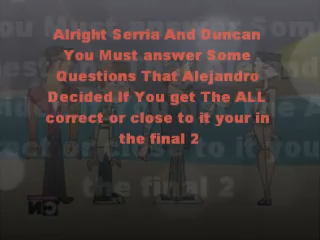 Alright Serria And Duncan
You Must answer Some
Questions That Alejandro
Decided If You get The ALL
correct or close to it your in
the final 2